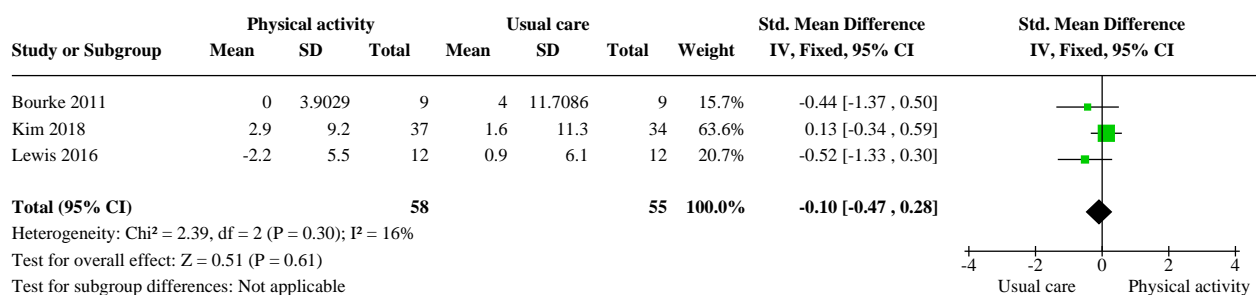 Physical activity Usual care Std. Mean Difference Std. Mean Difference
Study or Subgroup Mean SD Total Mean SD Total Weight IV, Fixed, 95% CI IV, Fixed, 95% CI
Bourke 2011 0 3.9029 9 4 11.7086 9 15.7% -0.44 [-1.37 , 0.50]
Kim 2018 2.9 9.2 37 1.6 11.3 34 63.6% 0.13 [-0.34 , 0.59]
Lewis 2016 -2.2 5.5 12 0.9 6.1 12 20.7% -0.52 [-1.33 , 0.30]
Total (95% CI) 58 55 100.0% -0.10 [-0.47 , 0.28]
Heterogeneity: Chi² = 2.39, df = 2 (P = 0.30); I² = 16%
Test for overall effect: Z = 0.51 (P = 0.61) -4 -2 0 2 4
Test for subgroup differences: Not applicable Usual care Physical activity